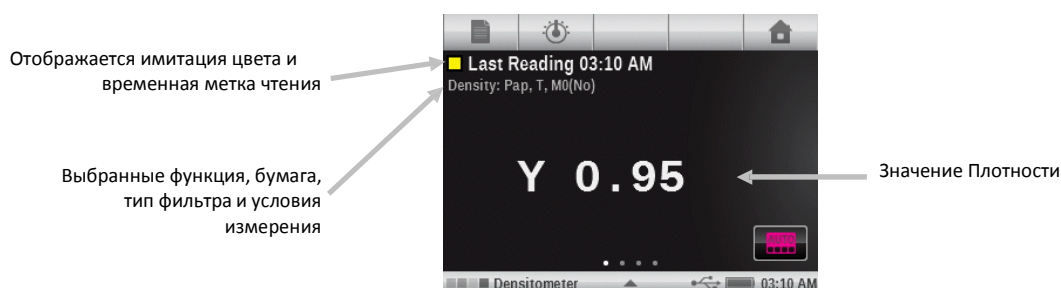 Отображается имитация цвета и
временная метка чтения
Last Reading 03:10 AM
Density: Pap, T, M0(No)
Выбранные функция, бумага,
тип фильтра и условия
измерения
Y 0.95
Значение Плотности
AUTO
Densitometer 03:10 AM